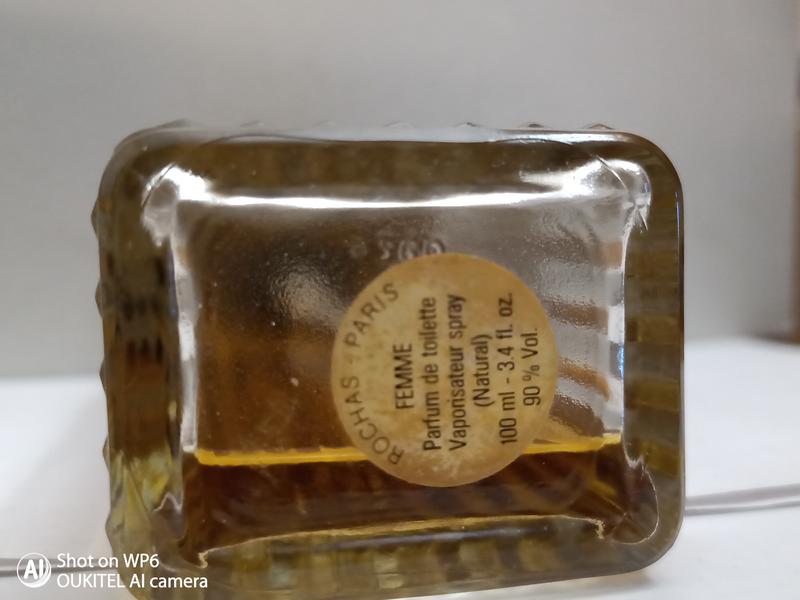 ROCHAS - PARIS
FEMME
Parfum de toilette
Vaporisateur spray
(Natural)
100 ml - 3.4 fl. oz.
90 % Vol.
AI Shot on WP6
OUKITEL AI camera